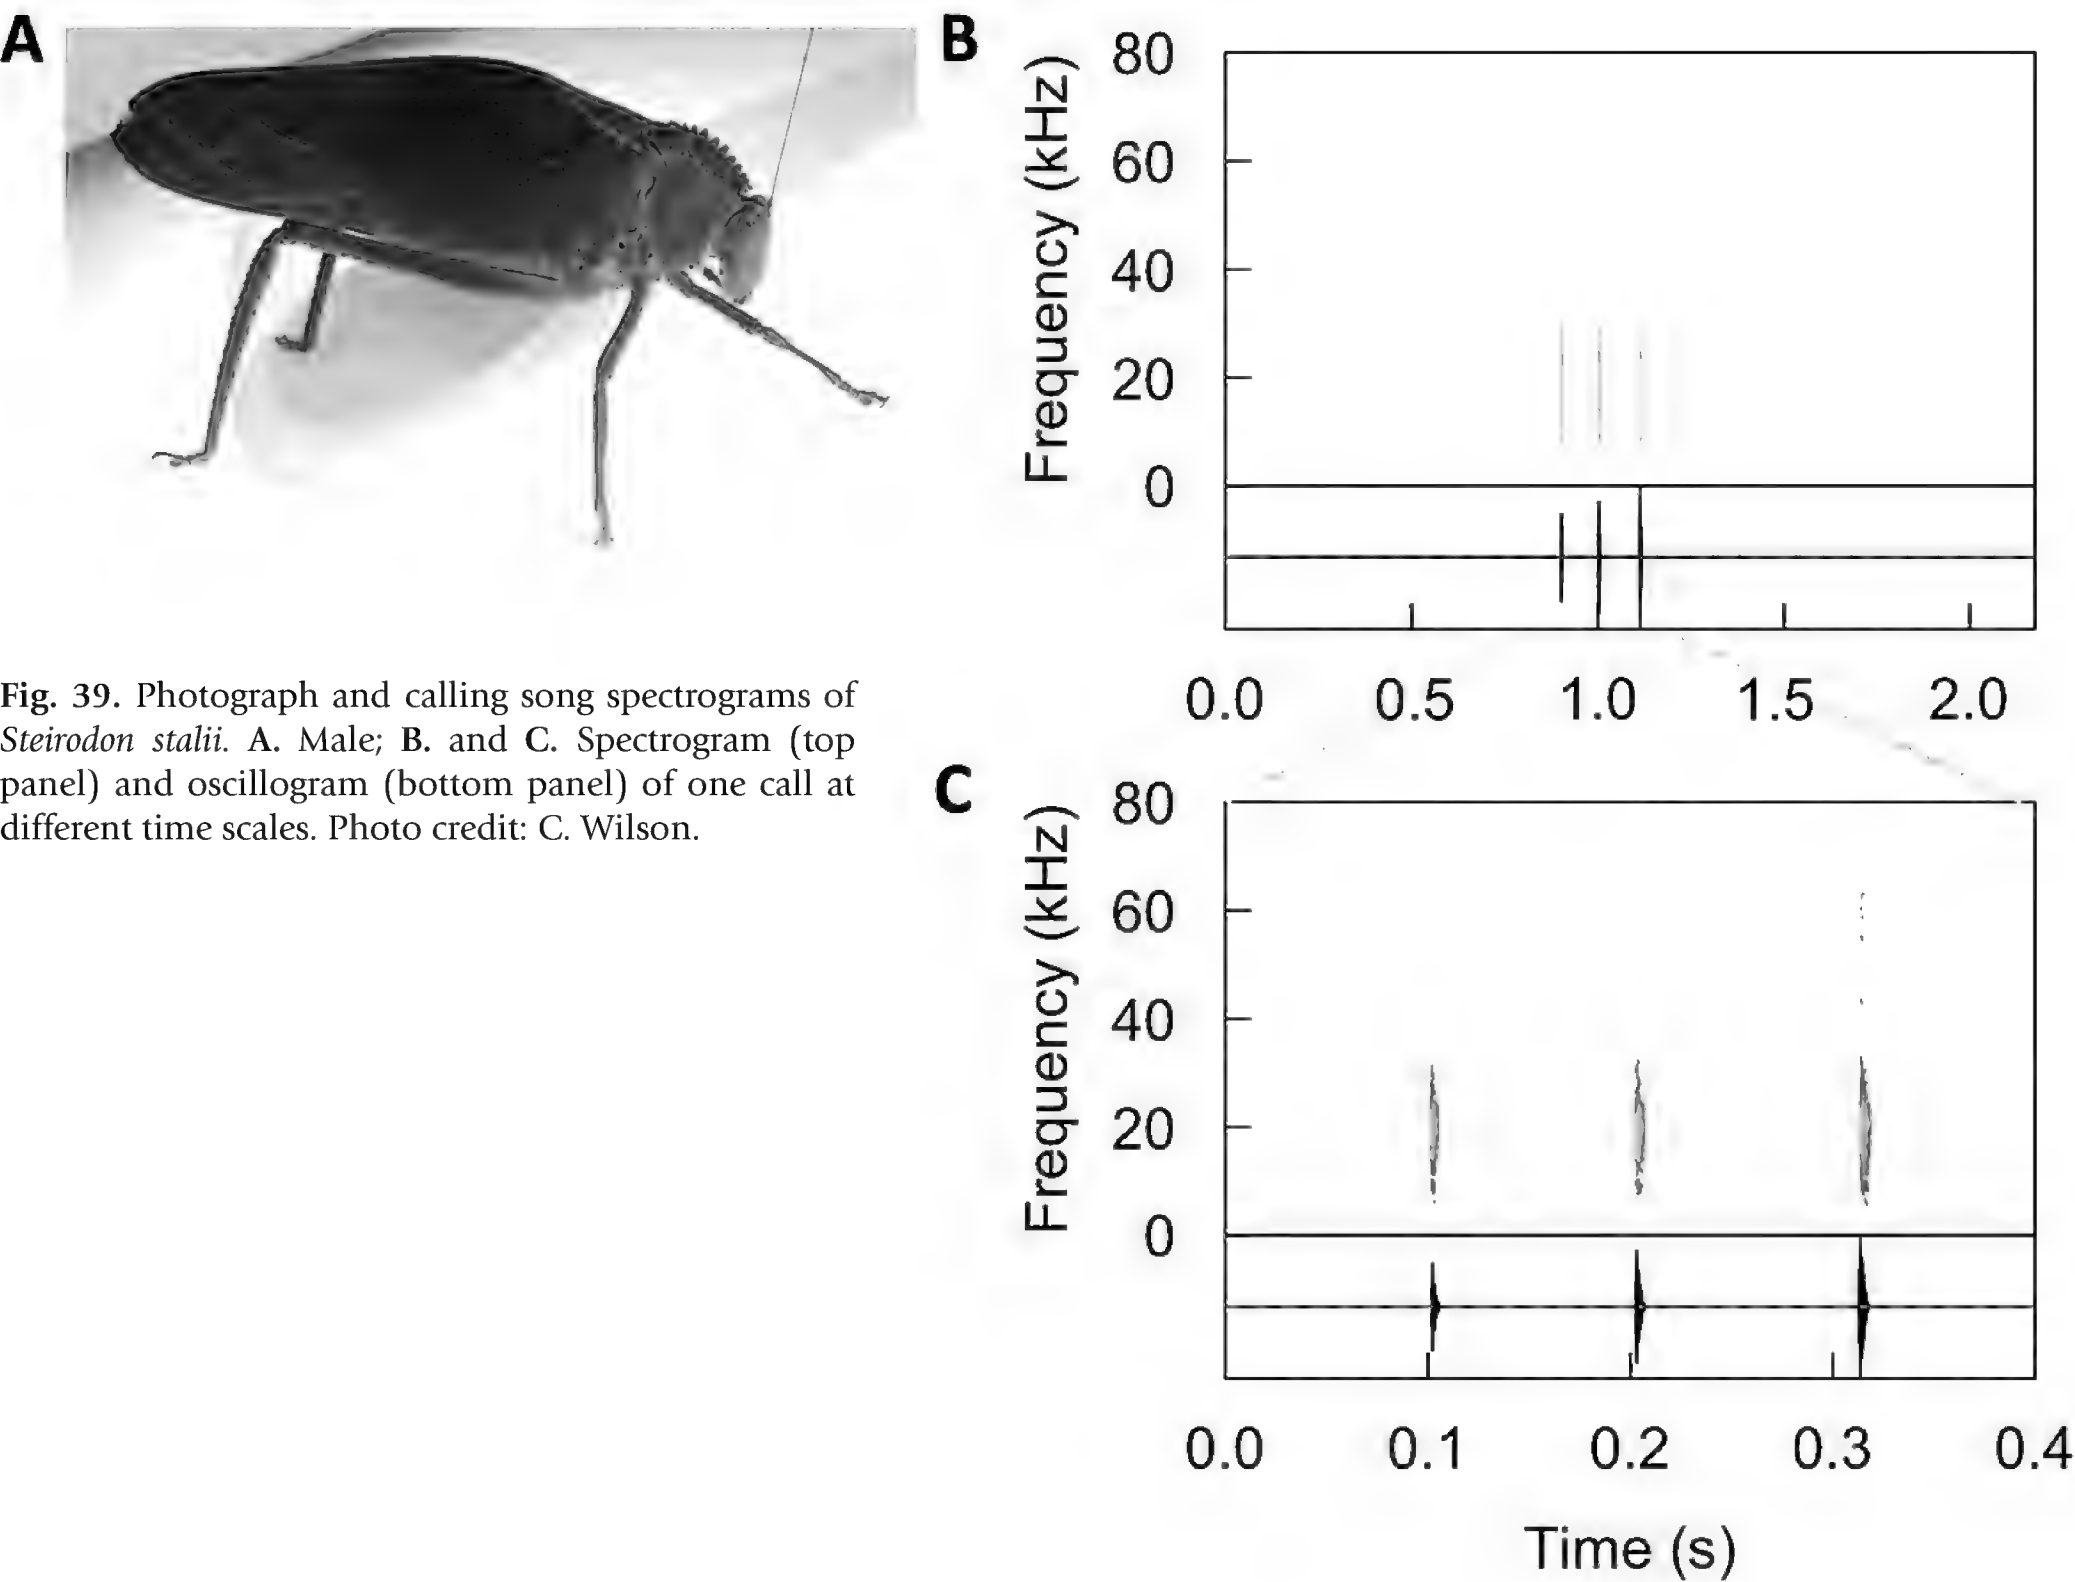 A
B
80
60
40
20
0
Frequency (kHz)
0.0 0.5 1.0 1.5 2.0
Fig. 39. Photograph and calling song spectrograms of
Steirodon stalii. A. Male; B. and C. Spectrogram (top
panel) and oscillogram (bottom panel) of one call at
different time scales. Photo credit: C. Wilson.
C
80
60
40
20
0
Frequency (kHz)
0.0 0.1 0.2 0.3 0.4
Time (s)